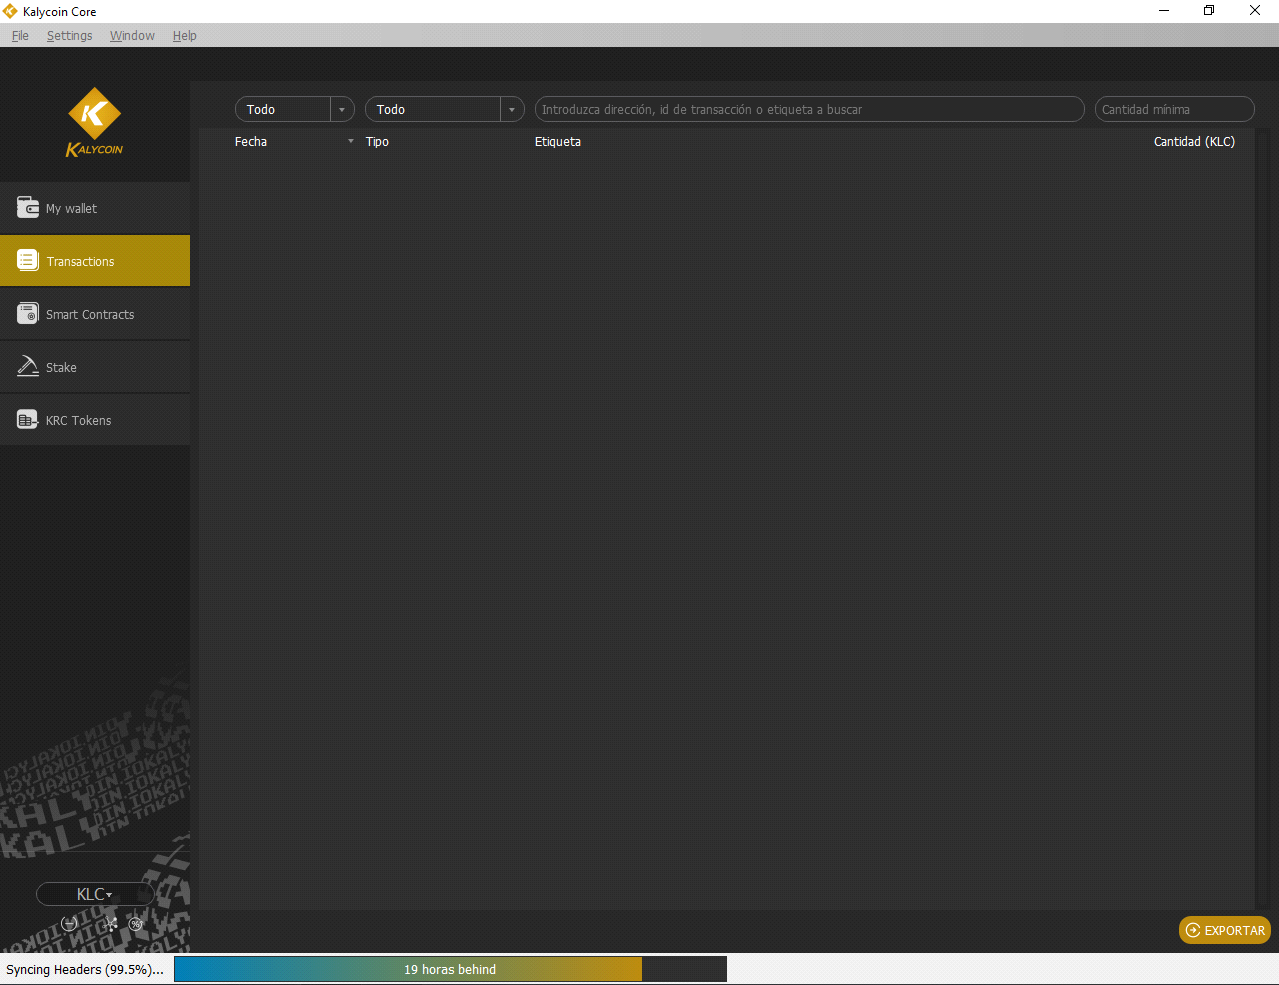 Kalycoin Core
File Settings Window Help
KALYCOIN
Todo Todo Introduzca dirección, id de transacción o etiqueta a buscar Cantidad mínima
Fecha Tipo Etiqueta Cantidad (KLC)
My wallet
Transactions
Smart Contracts
Stake
KRC Tokens
KLC
EXPORTAR
Syncing Headers (99.5%)... 19 horas behind